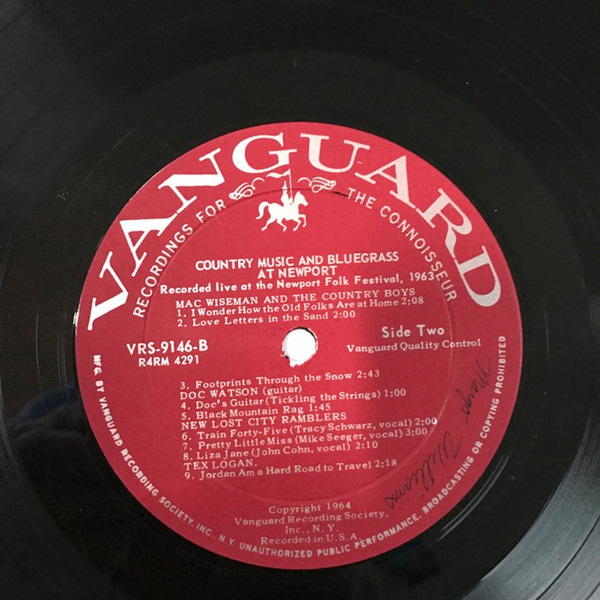 VANGUARD
RECORDINGS FOR THE CONNOISSEUR
COUNTRY MUSIC AND BLUEGRASS
AT NEWPORT
Recorded live at the Newport Folk Festival, 1963
MAC WISEMAN AND THE COUNTRY BOYS
1. I Wonder How the Old Folks Are at Home 2:08
2. Love Letters in the Sand 2:00
VRS-9146-B
R4RM 4291
Side Two
Vanguard Quality Control
3. Footprints Through the Snow 2:43
DOC WATSON (guitar)
4. Doc's Guitar (Tickling the Strings) 1:00
5. Black Mountain Rag 1:45
NEW LOST CITY RAMBLERS
6. Train Forty-Five (Tracy Schwarz, vocal) 2:00
7. Pretty Little Miss (Mike Seeger, vocal) 3:00
8. Liza Jane (John Cohn, vocal) 2:10
TEX LOGAN.
9. Jordan Am a Hard Road to Travel 2:18
Copyright 1964
Vanguard Recording Society,
Inc., N.Y.
Recorded in U.S.A.
MFG. BY VANGUARD RECORDING SOCIETY, INC., N.Y. UNAUTHORIZED PUBLIC PERFORMANCE, BROADCASTING OR COPYING PROHIBITED
Williams